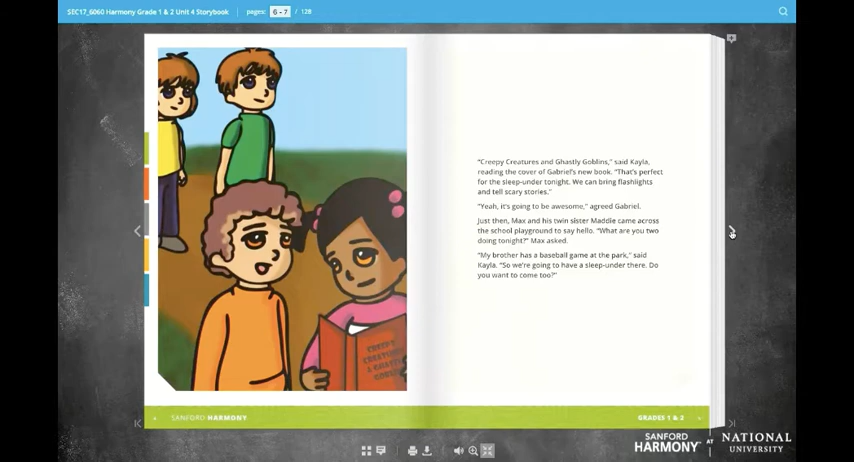 SEC17_6060 Harmony Grade 1 & 2 Unit 4 Storybook
pages: 6 - 7 / 128
CREEPY
CREATURES
& GHASTLY
GOBLINS
"Creepy Creatures and Ghastly Goblins," said Kayla,
reading the cover of Gabriel's new book. "That's perfect
for the sleep-under tonight. We can bring flashlights
and tell scary stories."
"Yeah, it's going to be awesome," agreed Gabriel.
Just then, Max and his twin sister Maddie came across
the school playground to say hello. "What are you two
doing tonight?" Max asked.
"My brother has a baseball game at the park," said
Kayla. "So we're going to have a sleep-under there. Do
you want to come too?"
SANFORD HARMONY
GRADES 1 & 2
SANFORD
HARMONY AT NATIONAL
UNIVERSITY